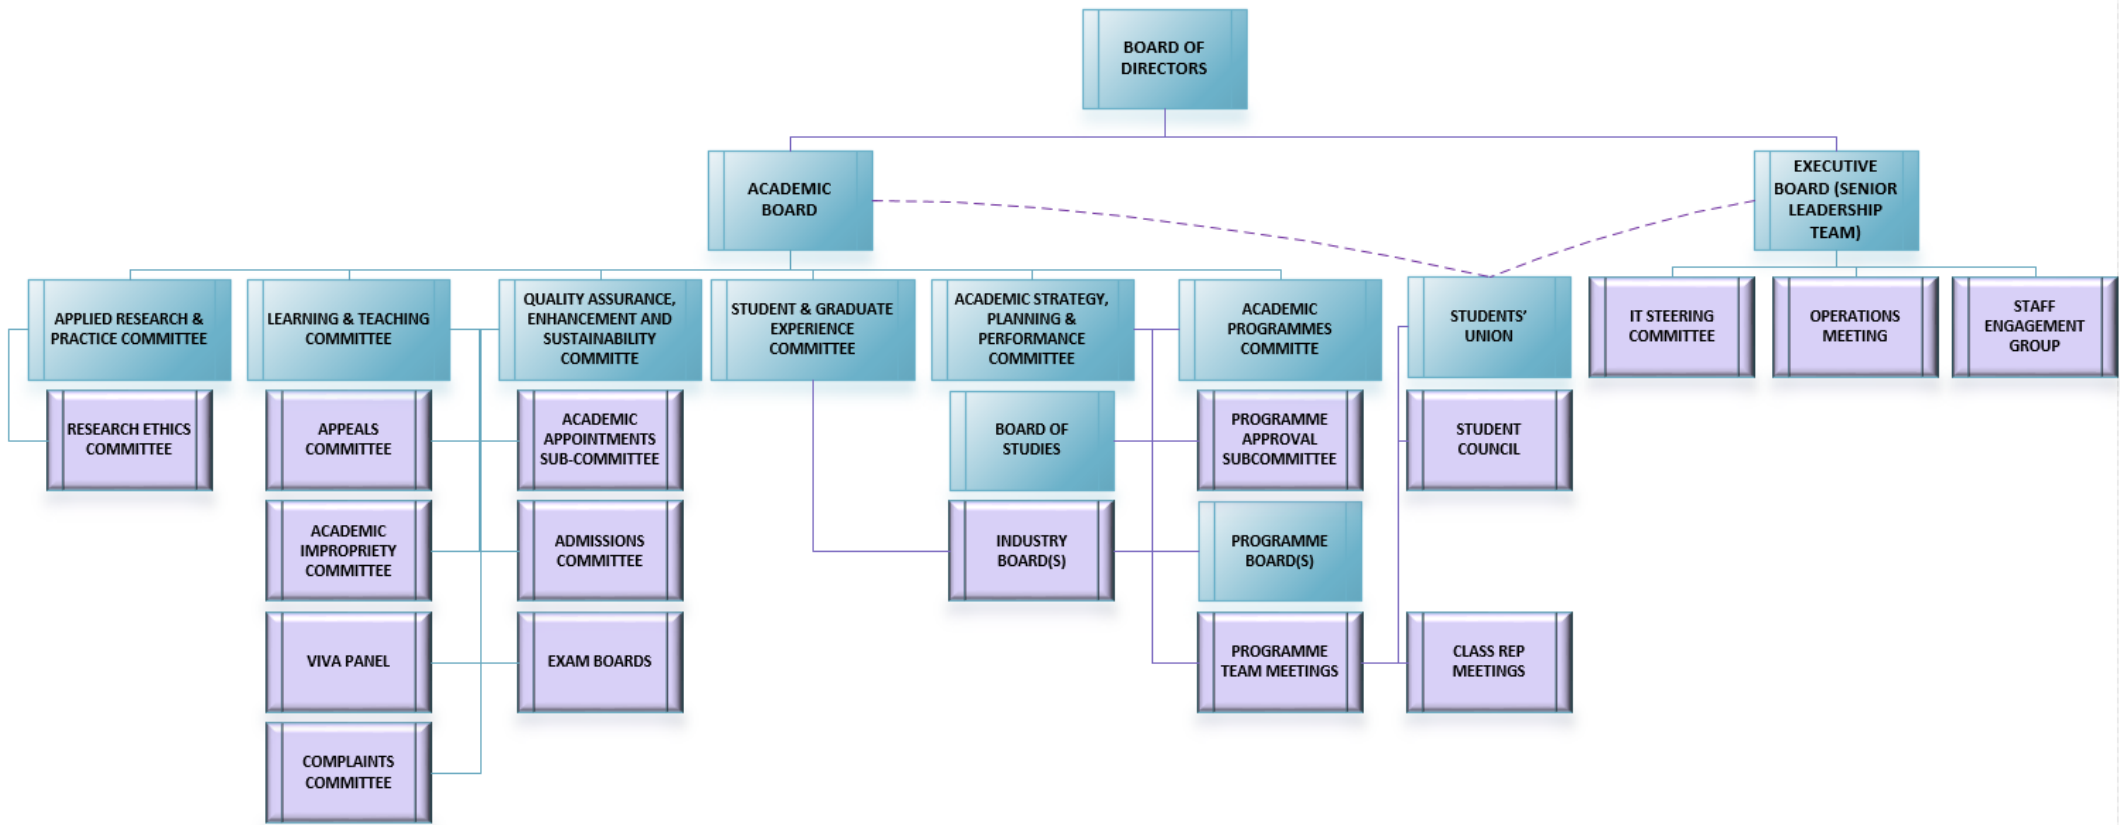 BOARD OF
DIRECTORS
ACADEMIC
BOARD
EXECUTIVE
BOARD (SENIOR
LEADERSHIP
TEAM)
APPLIED RESEARCH &
PRACTICE COMMITTEE
LEARNING & TEACHING
COMMITTEE
QUALITY ASSURANCE,
ENHANCEMENT AND
SUSTAINABILITY
COMMITTE
STUDENT & GRADUATE
EXPERIENCE
COMMITTEE
ACADEMIC STRATEGY,
PLANNING &
PERFORMANCE
COMMITTEE
ACADEMIC
PROGRAMMES
COMMITTE
STUDENTS’
UNION
IT STEERING
COMMITTEE
OPERATIONS
MEETING
STAFF
ENGAGEMENT
GROUP
RESEARCH ETHICS
COMMITTEE
APPEALS
COMMITTEE
ACADEMIC
APPOINTMENTS
SUB-COMMITTEE
BOARD OF
STUDIES
PROGRAMME
APPROVAL
SUBCOMMITTEE
STUDENT
COUNCIL
ACADEMIC
IMPROPRIETY
COMMITTEE
ADMISSIONS
COMMITTEE
INDUSTRY
BOARD(S)
PROGRAMME
BOARD(S)
VIVA PANEL
EXAM BOARDS
PROGRAMME
TEAM MEETINGS
CLASS REP
MEETINGS
COMPLAINTS
COMMITTEE